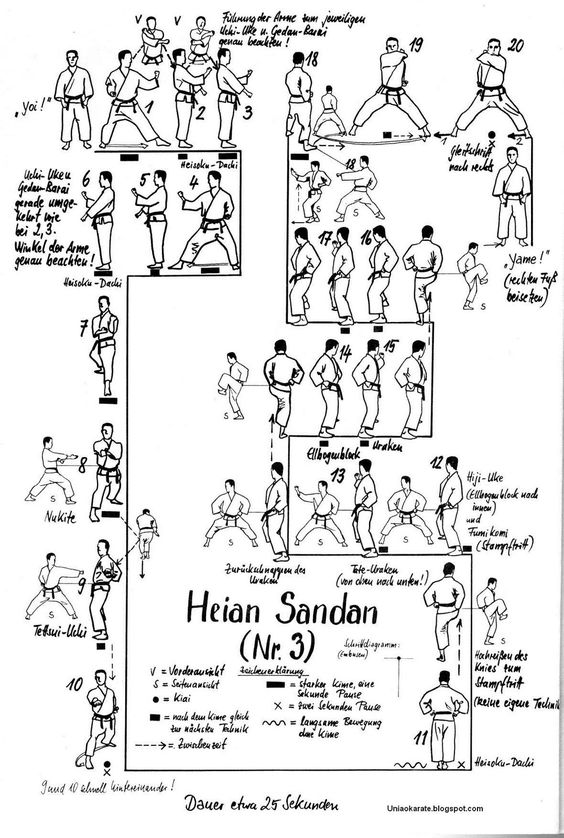 V
V
Führung der Arme zum jeweiligen
Uchi-Uke u. Gedan-Barai
genau beachten!
„Yoi!"
1
2
3
Heisoku-Dachi
18
19
20
1
2
Gleitschritt
nach rechts
Uchi-Uke u.
Gedan-Barai
gerade umge-
kehrt wie
bei 2, 3.
Winkel der Arme
genau beachten!
6
5
4
S
Heisoku-Dachi
18
S
S
„Yame!"
(rechten Fuß
beisetzen)
17
16
S
7
S
14
15
Ellbogenblock
Uraken
8
S
Nukite
S
S
13
S
12
Hiji-Uke
(Ellbogenblock nach
innen)
und
Fumikomi
(Stampftritt)
Zurückschnappen des
Uraken
Tate-Uraken
(von oben nach unten!)
S
9
S
Tettsui-Uchi
Heian Sandan
(Nr. 3)
Schrittdiagramm:
S
Hochreißen des
Knies zum
Stampftritt
(keine eigene Technik
10
Zeichenerklärung
V = Vorderansicht
S = Seitenansicht
● = Kiai
= nach dem Kime gleich
zur nächsten Technik
= Zwischenzeit
= starker Kime, eine
Sekunde Pause
× = zwei Sekunden Pause
= langsame Bewegung
ohne Kime
11
Heisoku-Dachi
9 und 10 schnell hintereinander!
Dauer etwa 25 Sekunden
Uniaokarate.blogspot.com